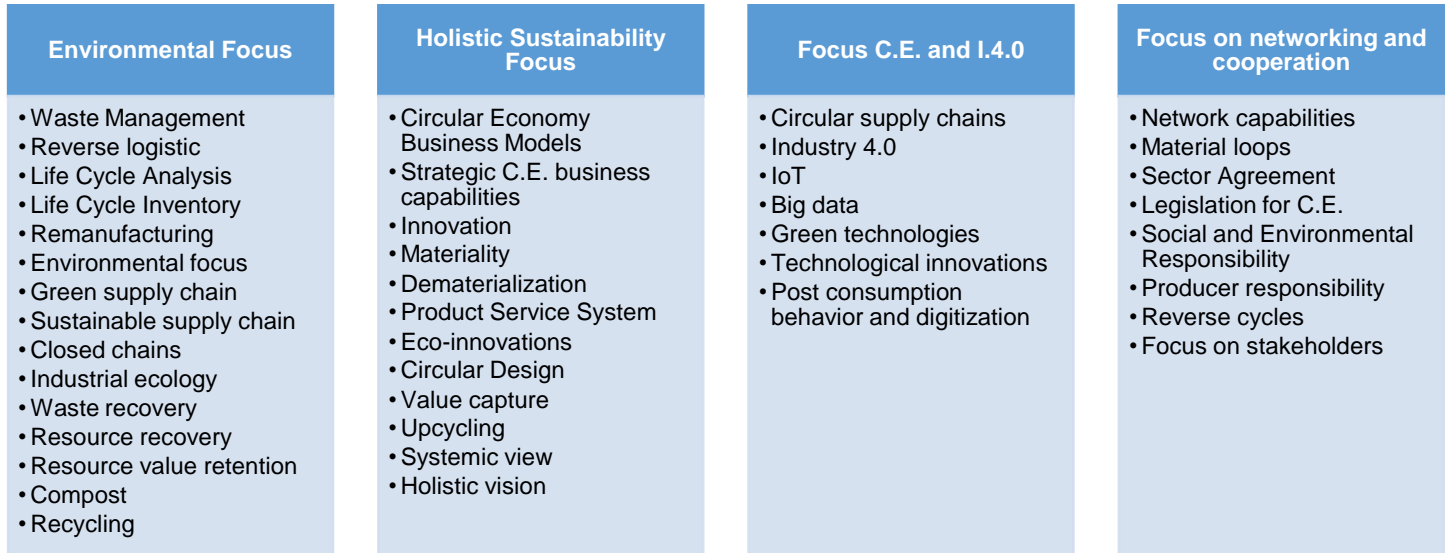 Environmental Focus
• Waste Management
• Reverse logistic
• Life Cycle Analysis
• Life Cycle Inventory
• Remanufacturing
• Environmental focus
• Green supply chain
• Sustainable supply chain
• Closed chains
• Industrial ecology
• Waste recovery
• Resource recovery
• Resource value retention
• Compost
• Recycling
Holistic Sustainability
Focus
• Circular Economy
Business Models
• Strategic C.E. business
capabilities
• Innovation
• Materiality
• Dematerialization
• Product Service System
• Eco-innovations
• Circular Design
• Value capture
• Upcycling
• Systemic view
• Holistic vision
Focus C.E. and I.4.0
• Circular supply chains
• Industry 4.0
• IoT
• Big data
• Green technologies
• Technological innovations
• Post consumption
behavior and digitization
Focus on networking and
cooperation
• Network capabilities
• Material loops
• Sector Agreement
• Legislation for C.E.
• Social and Environmental
Responsibility
• Producer responsibility
• Reverse cycles
• Focus on stakeholders